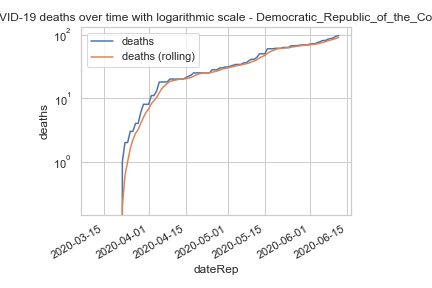 VID-19 deaths over time with logarithmic scale - Democratic_Republic_of_the_Co
deaths
deaths (rolling)
10²
10¹
10⁰
deaths
2020-03-15
2020-04-01
2020-04-15
2020-05-01
2020-05-15
2020-06-01
2020-06-15
dateRep